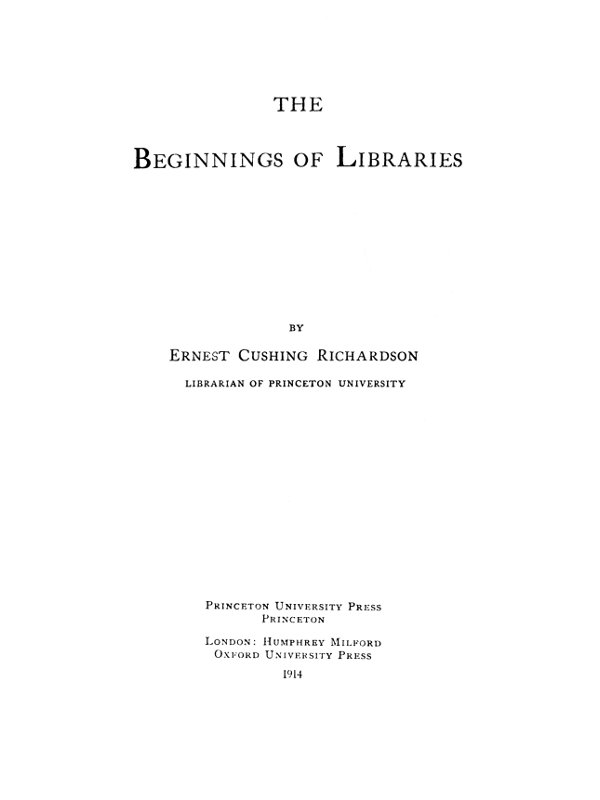 THE
BEGINNINGS OF LIBRARIES
BY
ERNEST CUSHING RICHARDSON
LIBRARIAN OF PRINCETON UNIVERSITY
PRINCETON UNIVERSITY PRESS
PRINCETON
LONDON: HUMPHREY MILFORD
OXFORD UNIVERSITY PRESS
1914